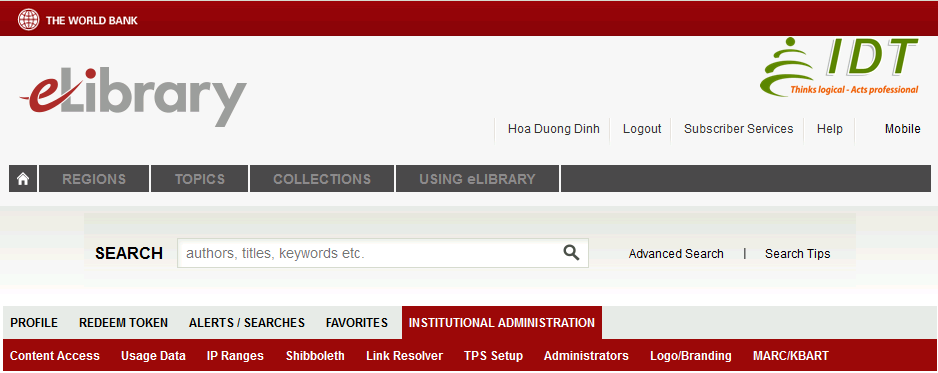 THE WORLD BANK
eLibrary
IDT
Thinks logical - Acts professional
Hoa Duong Dinh Logout Subscriber Services Help Mobile
REGIONS TOPICS COLLECTIONS USING eLIBRARY
SEARCH authors, titles, keywords etc. Advanced Search | Search Tips
PROFILE REDEEM TOKEN ALERTS / SEARCHES FAVORITES INSTITUTIONAL ADMINISTRATION
Content Access Usage Data IP Ranges Shibboleth Link Resolver TPS Setup Administrators Logo/Branding MARC/KBART